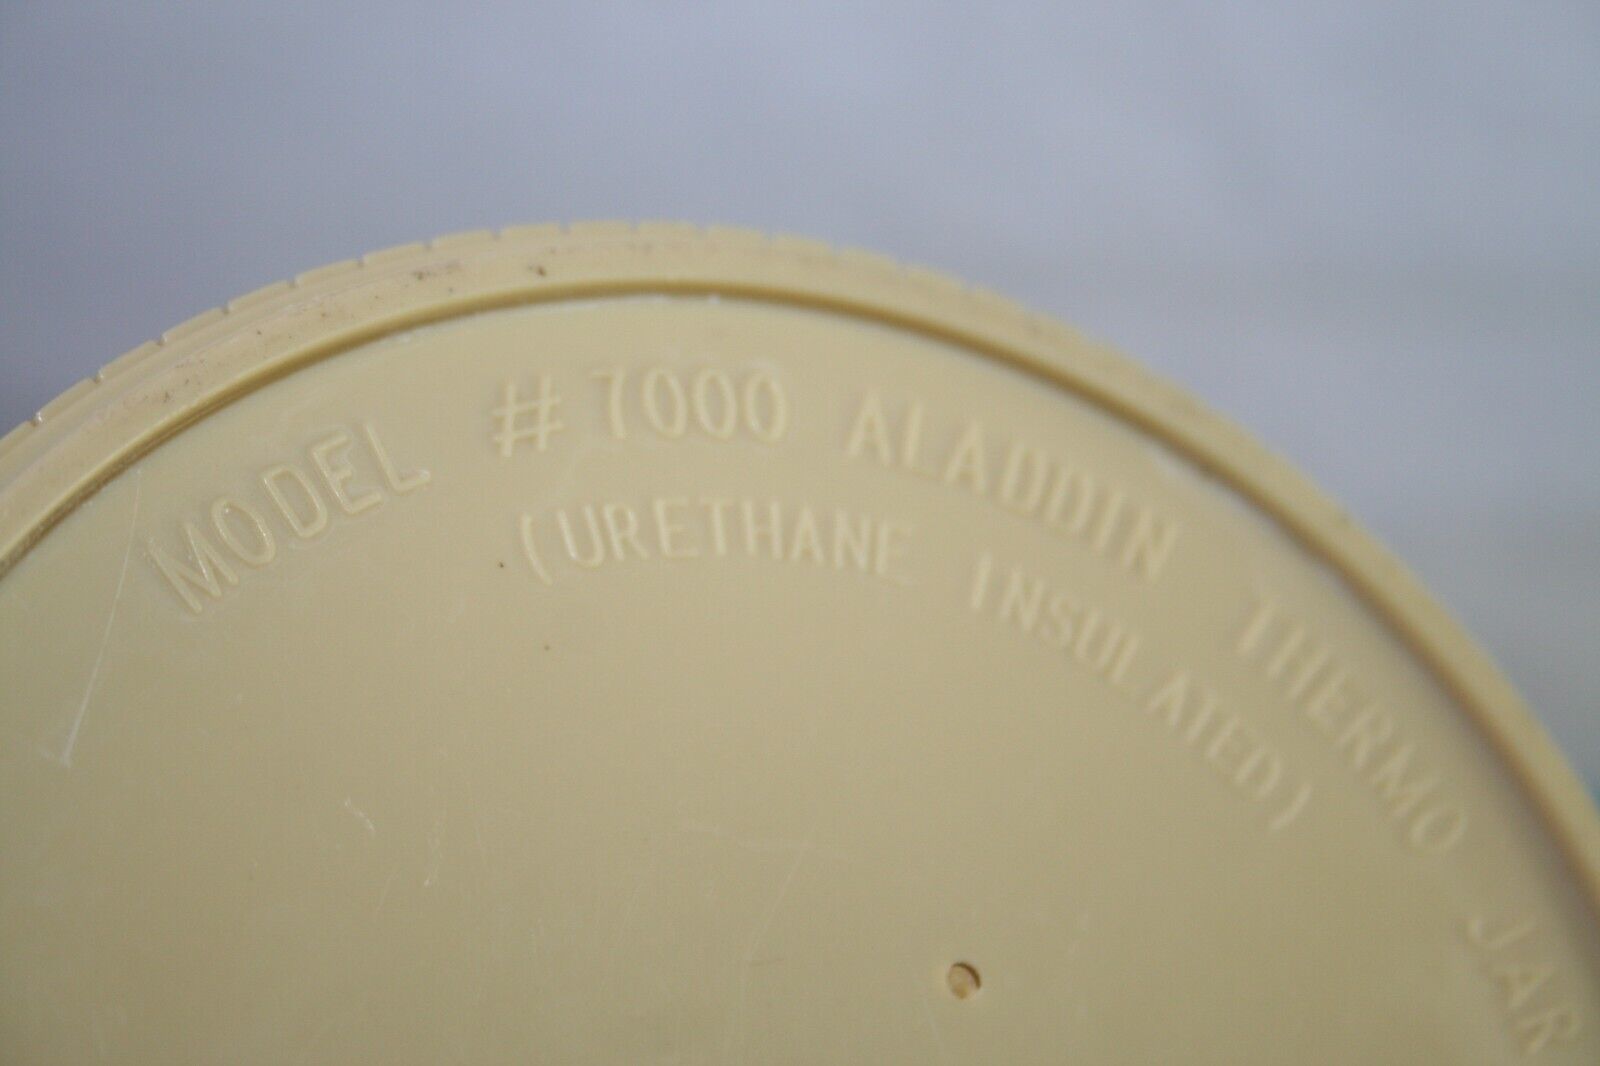 MODEL # 7000 ALADDIN THERMO JAR
(URETHANE INSULATED)